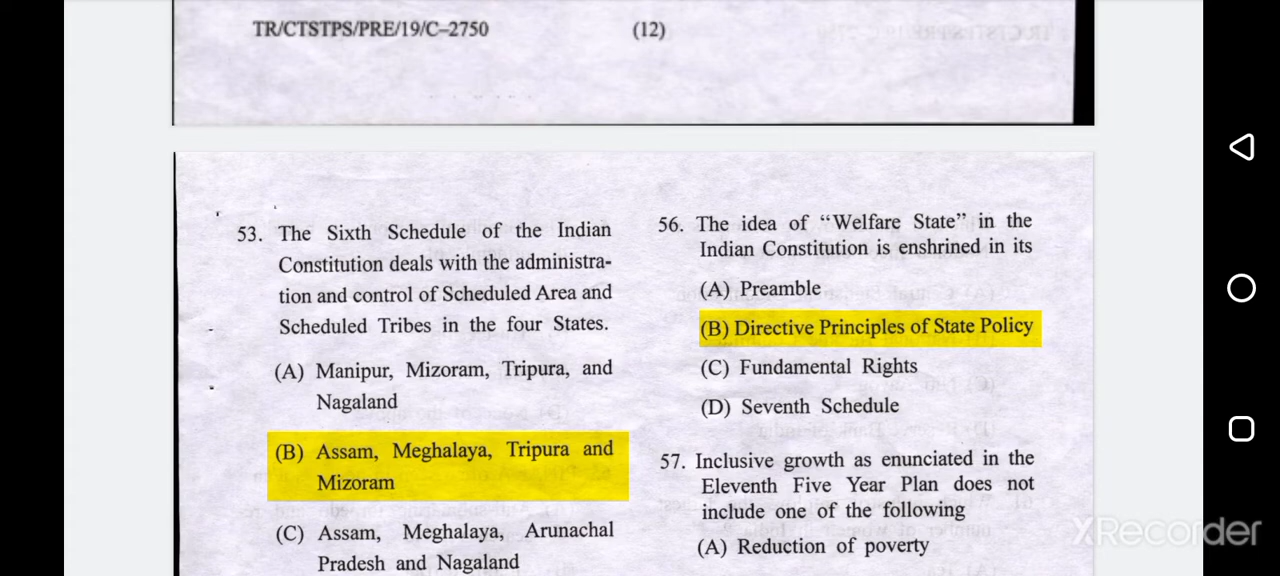 TR/CTSTPS/PRE/19/C–2750 (12)
53. The Sixth Schedule of the Indian
Constitution deals with the administra-
tion and control of Scheduled Area and
Scheduled Tribes in the four States.
(A) Manipur, Mizoram, Tripura, and
Nagaland
(B) Assam, Meghalaya, Tripura and
Mizoram
(C) Assam, Meghalaya, Arunachal
Pradesh and Nagaland
56. The idea of “Welfare State” in the
Indian Constitution is enshrined in its
(A) Preamble
(B) Directive Principles of State Policy
(C) Fundamental Rights
(D) Seventh Schedule
57. Inclusive growth as enunciated in the
Eleventh Five Year Plan does not
include one of the following
(A) Reduction of poverty
XRecorder